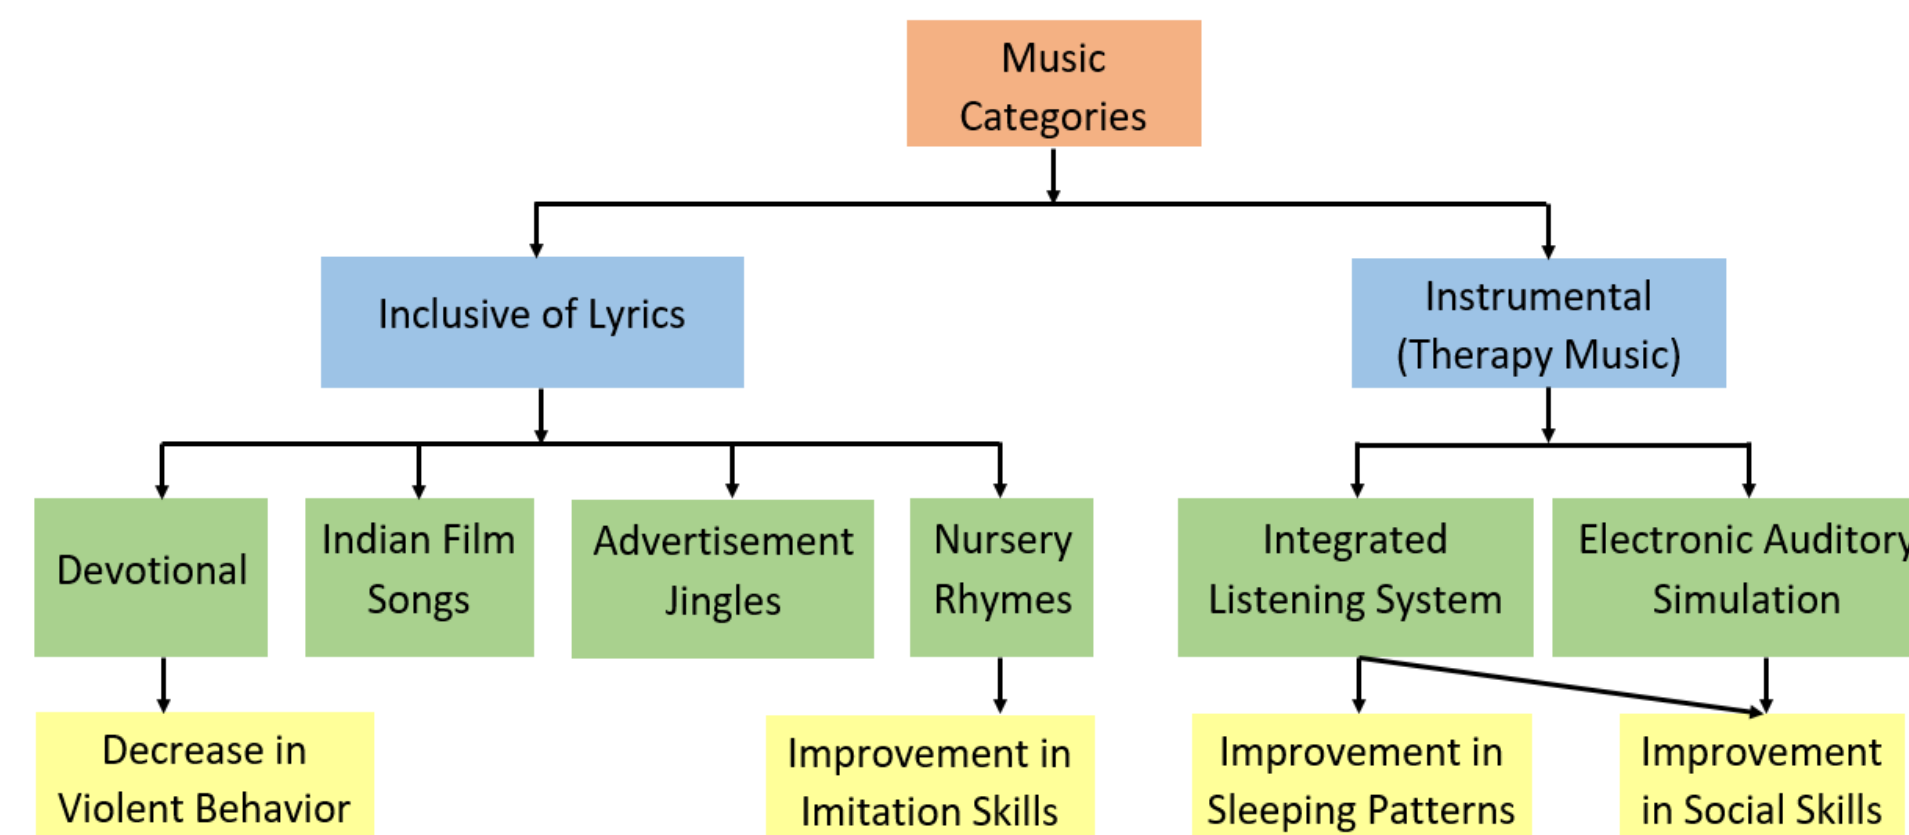 Music
Categories
Inclusive of Lyrics
Instrumental
(Therapy Music)
Devotional
Indian Film
Songs
Advertisement
Jingles
Nursery
Rhymes
Integrated
Listening System
Electronic Auditory
Simulation
Decrease in
Violent Behavior
Improvement in
Imitation Skills
Improvement in
Sleeping Patterns
Improvement
in Social Skills